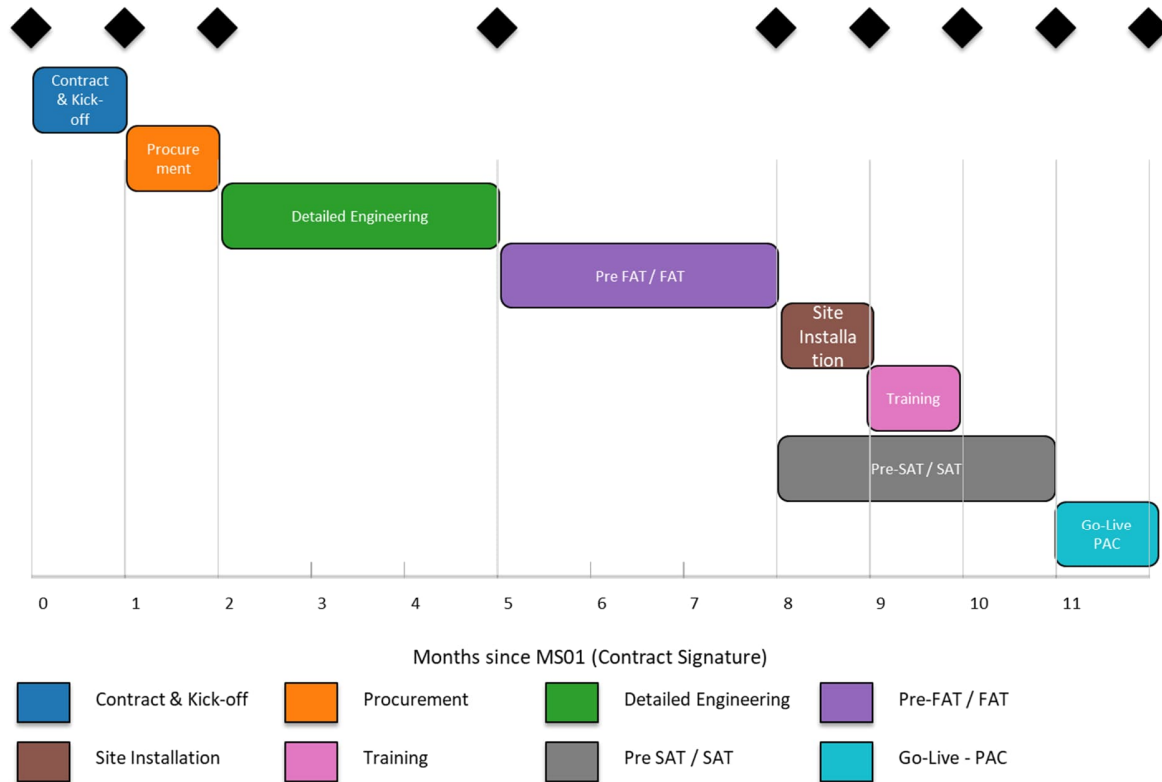 Contract
& Kick-
off
Procure
ment
Detailed Engineering
Pre FAT / FAT
Site
Installa
tion
Training
Pre-SAT / SAT
Go-Live
PAC
0 1 2 3 4 5 6 7 8 9 10 11
Months since MS01 (Contract Signature)
Contract & Kick-off Procurement Detailed Engineering Pre-FAT / FAT
Site Installation Training Pre SAT / SAT Go-Live - PAC